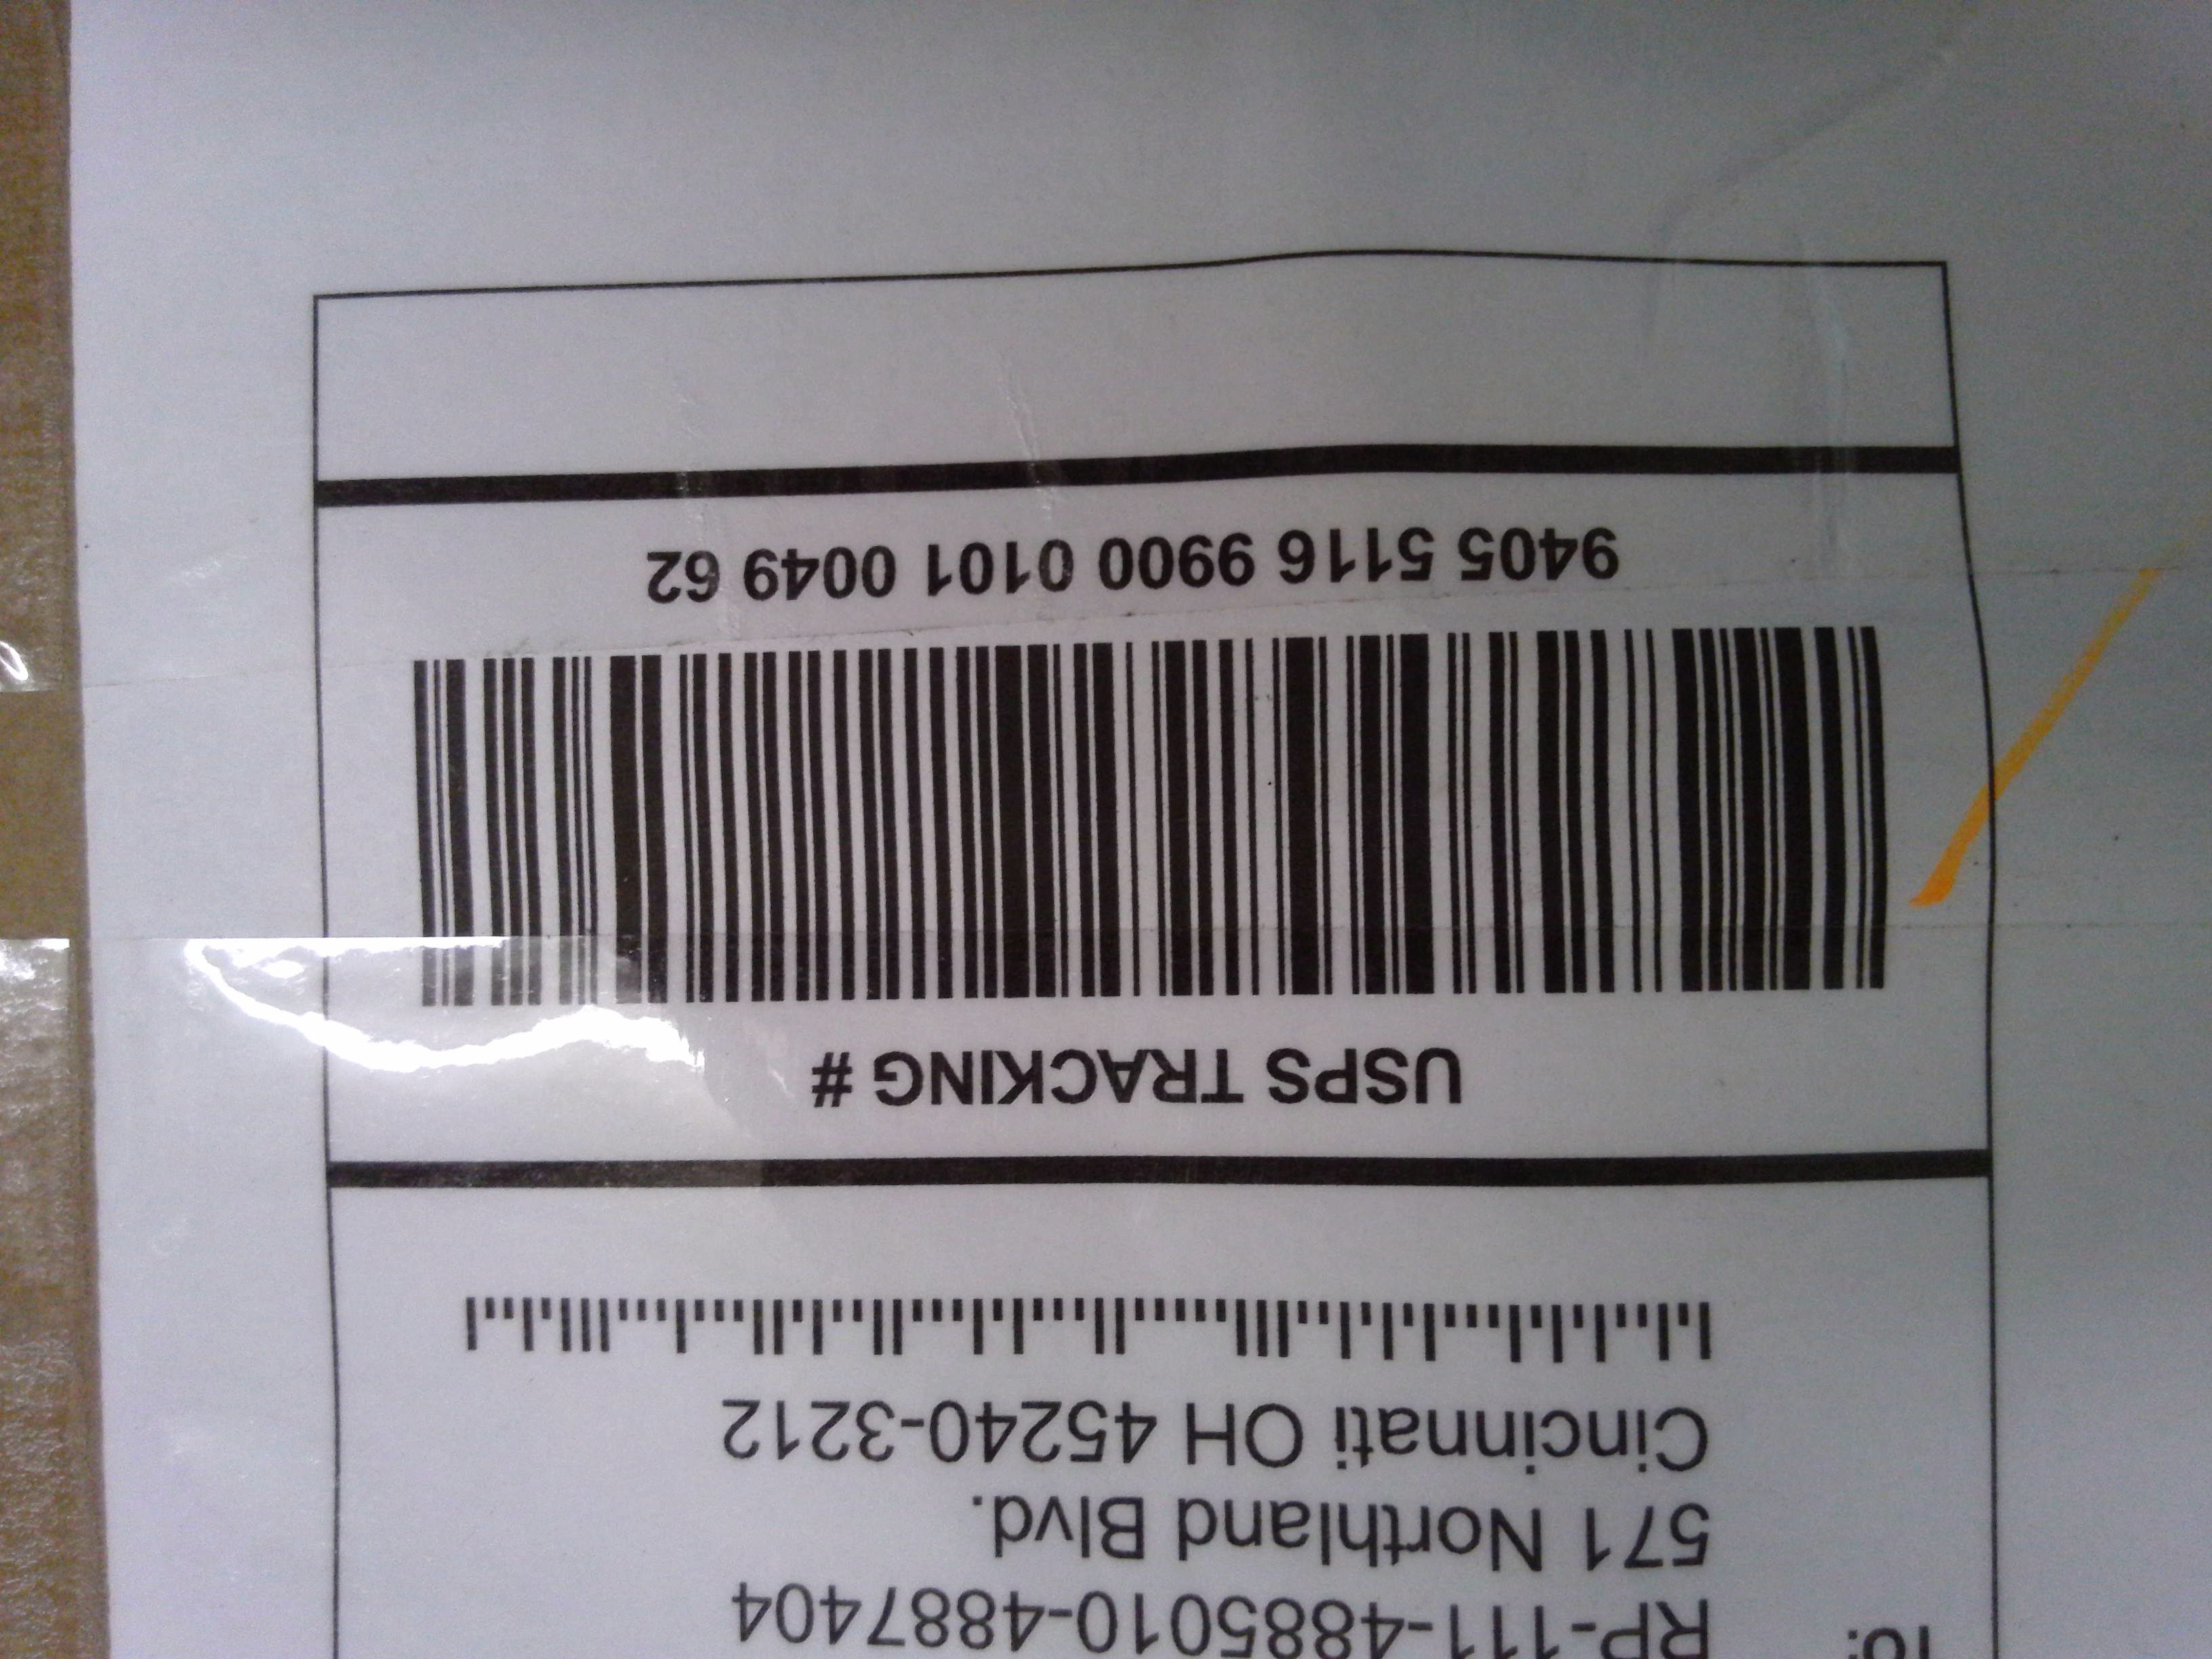 To:
RP-111-4885010-4887404
571 Northland Blvd.
Cincinnati OH 45240-3212
USPS TRACKING #
9405 5116 9900 0101 0049 62